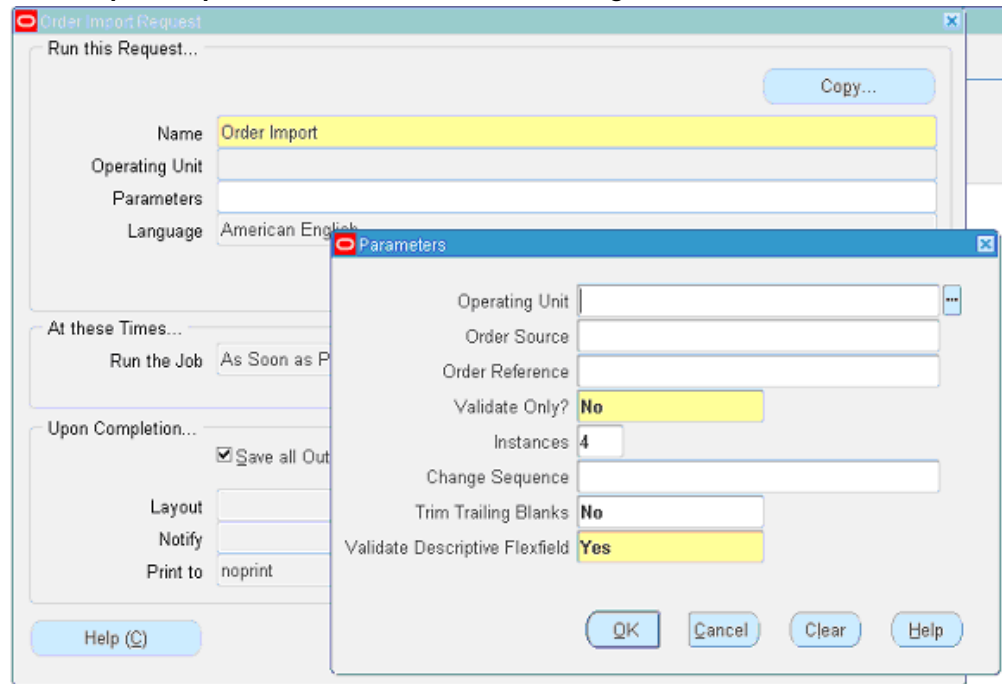 Order Import Request
Run this Request...
Copy...
Name Order Import
Operating Unit
Parameters
Language American English
Parameters
Operating Unit
Order Source
Order Reference
Validate Only? No
Instances 4
Change Sequence
Trim Trailing Blanks No
Validate Descriptive Flexfield Yes
OK Cancel Clear Help
At these Times...
Run the Job As Soon as P
Upon Completion...
Save all Out
Layout
Notify
Print to noprint
Help (C)